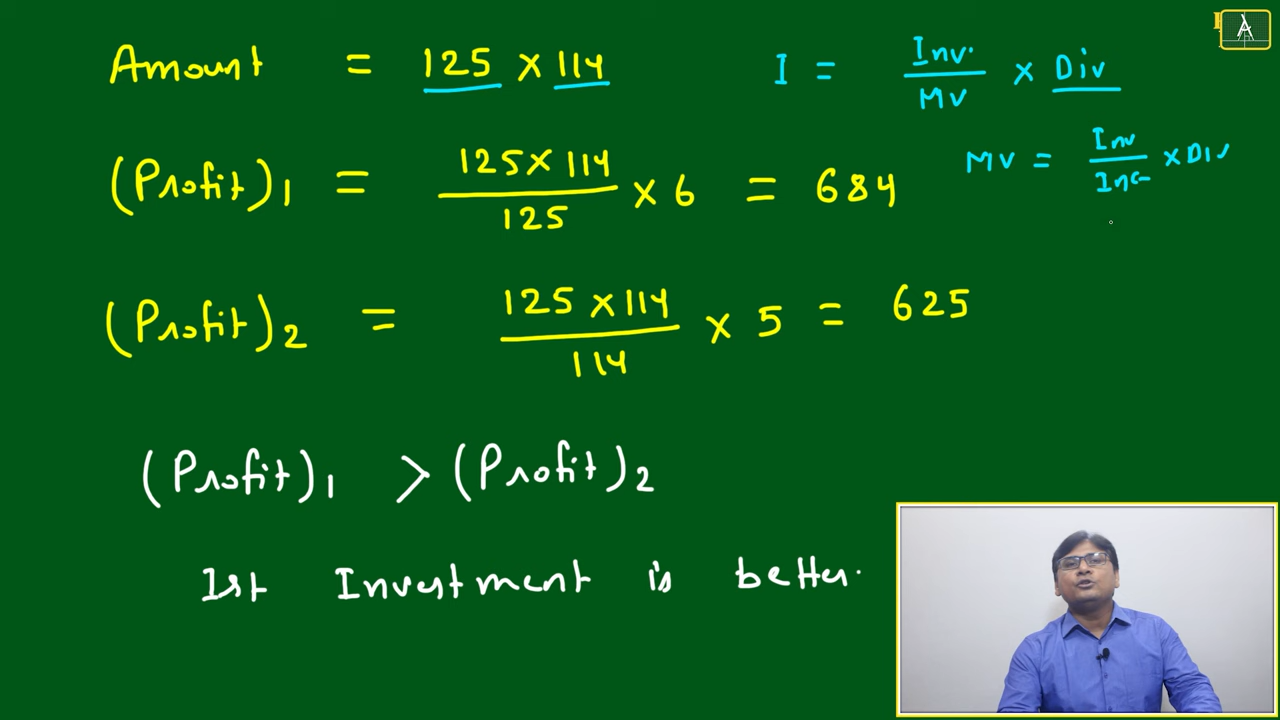 Amount = 125 × 114
I = Inv. / MV × Div
(Profit)₁ = 125 × 114 / 125 × 6 = 684
MV = Inv / Inc × Div
(Profit)₂ = 125 × 114 / 114 × 5 = 625
(Profit)₁ > (Profit)₂
Ist Investment is better.